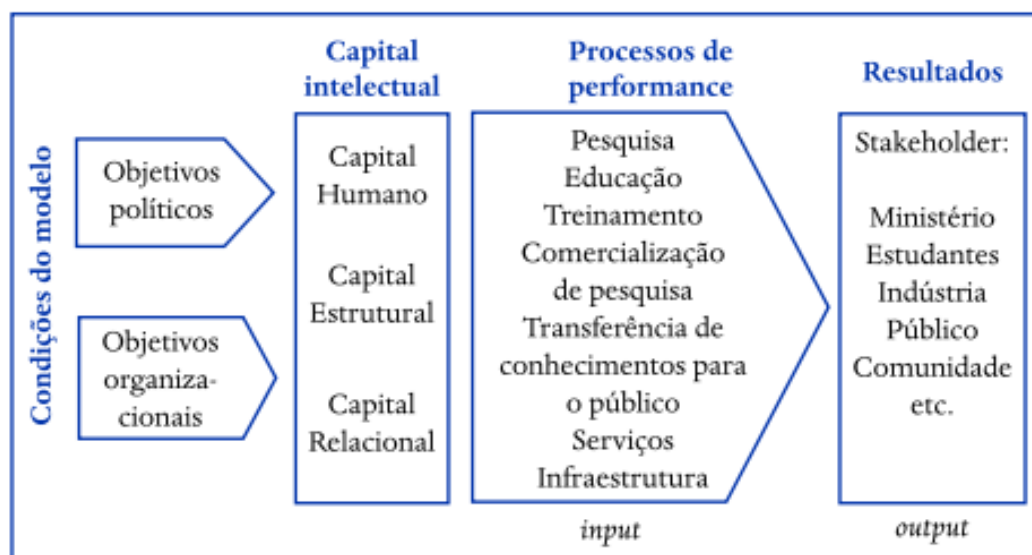 Condições do modelo
Objetivos
políticos
Objetivos
organiza-
cionais
Capital
intelectual
Capital
Humano
Capital
Estrutural
Capital
Relacional
Processos de
performance
Pesquisa
Educação
Treinamento
Comercialização
de pesquisa
Transferência de
conhecimentos para
o público
Serviços
Infraestrutura
input
Resultados
Stakeholder:
Ministério
Estudantes
Indústria
Público
Comunidade
etc.
output